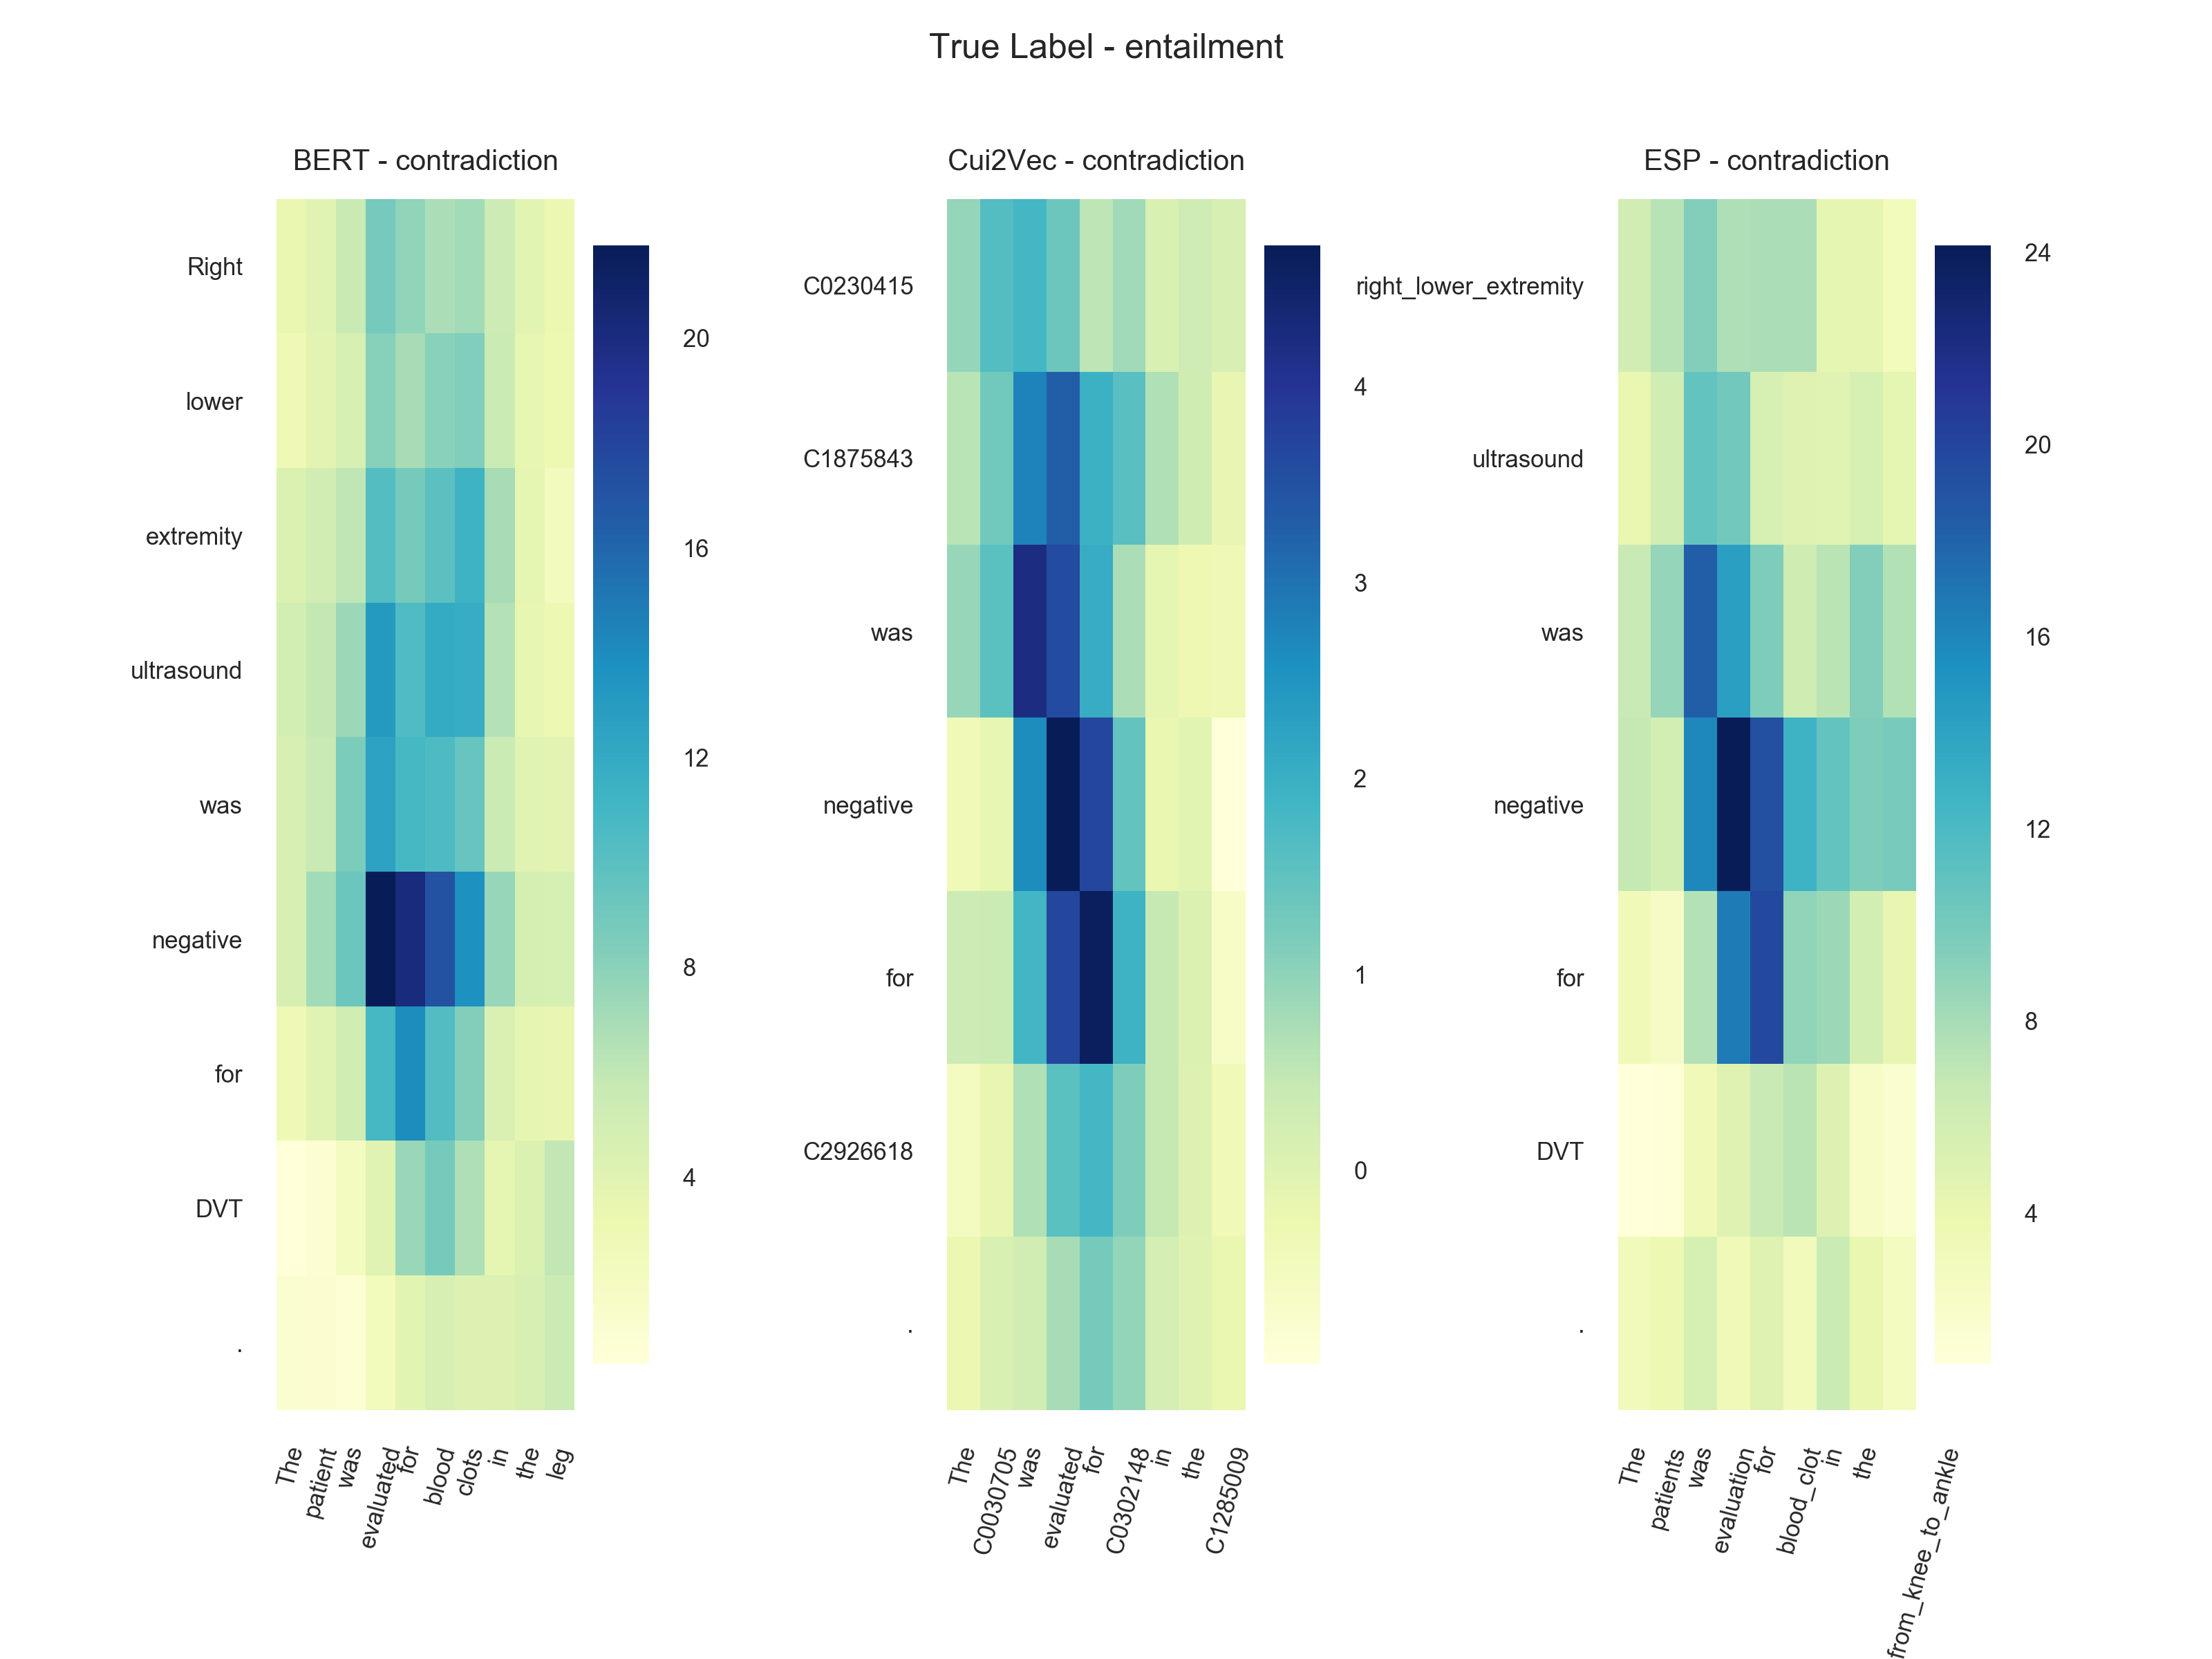 True Label - entailment
BERT - contradiction
Right
lower
extremity
ultrasound
was
negative
for
DVT
.
The
patient
was
evaluated
for
blood
clots
in
the
leg
20
16
12
8
4
Cui2Vec - contradiction
C0230415
C1875843
was
negative
for
C2926618
.
The
C0030705
was
evaluated
for
C0302148
in
the
C1285009
4
3
2
1
0
ESP - contradiction
right_lower_extremity
ultrasound
was
negative
for
DVT
.
The
patients
was
evaluation
for
blood_clot
in
the
from_knee_to_ankle
24
20
16
12
8
4